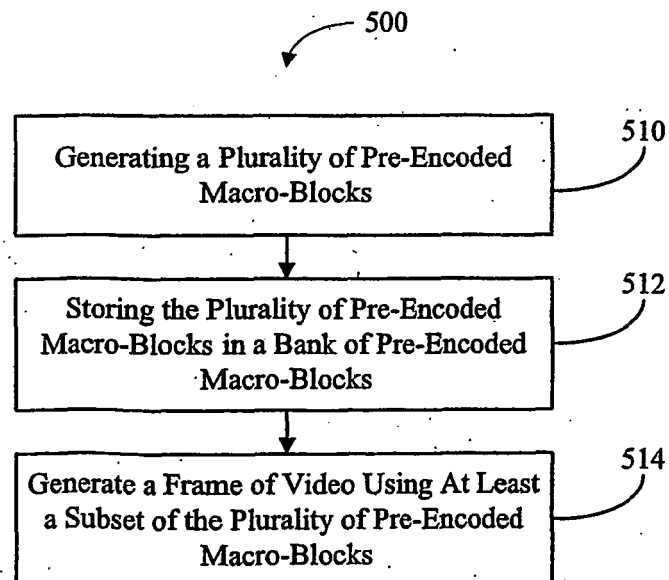 500
Generating a Plurality of Pre-Encoded
Macro-Blocks
510
Storing the Plurality of Pre-Encoded
Macro-Blocks in a Bank of Pre-Encoded
Macro-Blocks
512
Generate a Frame of Video Using At Least
a Subset of the Plurality of Pre-Encoded
Macro-Blocks
514